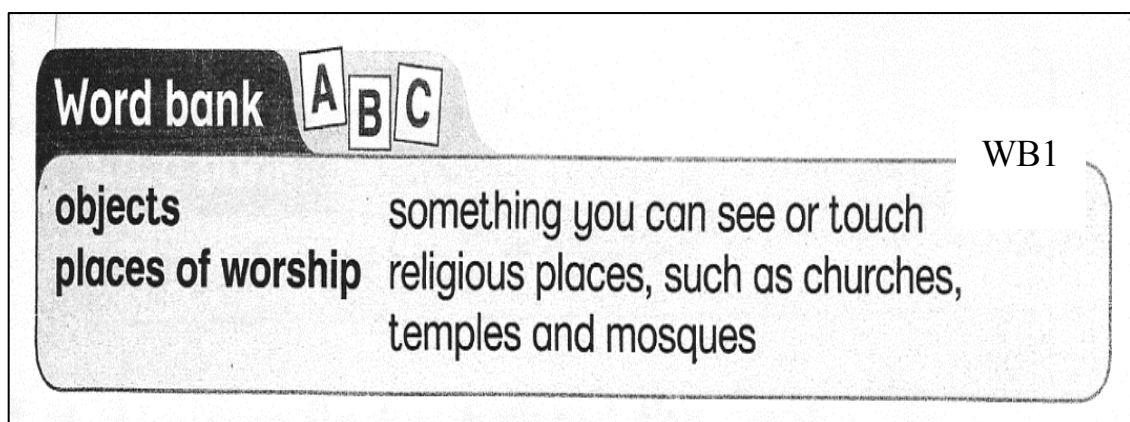 Word bank A B C
WB1
objects something you can see or touch
places of worship religious places, such as churches,
temples and mosques